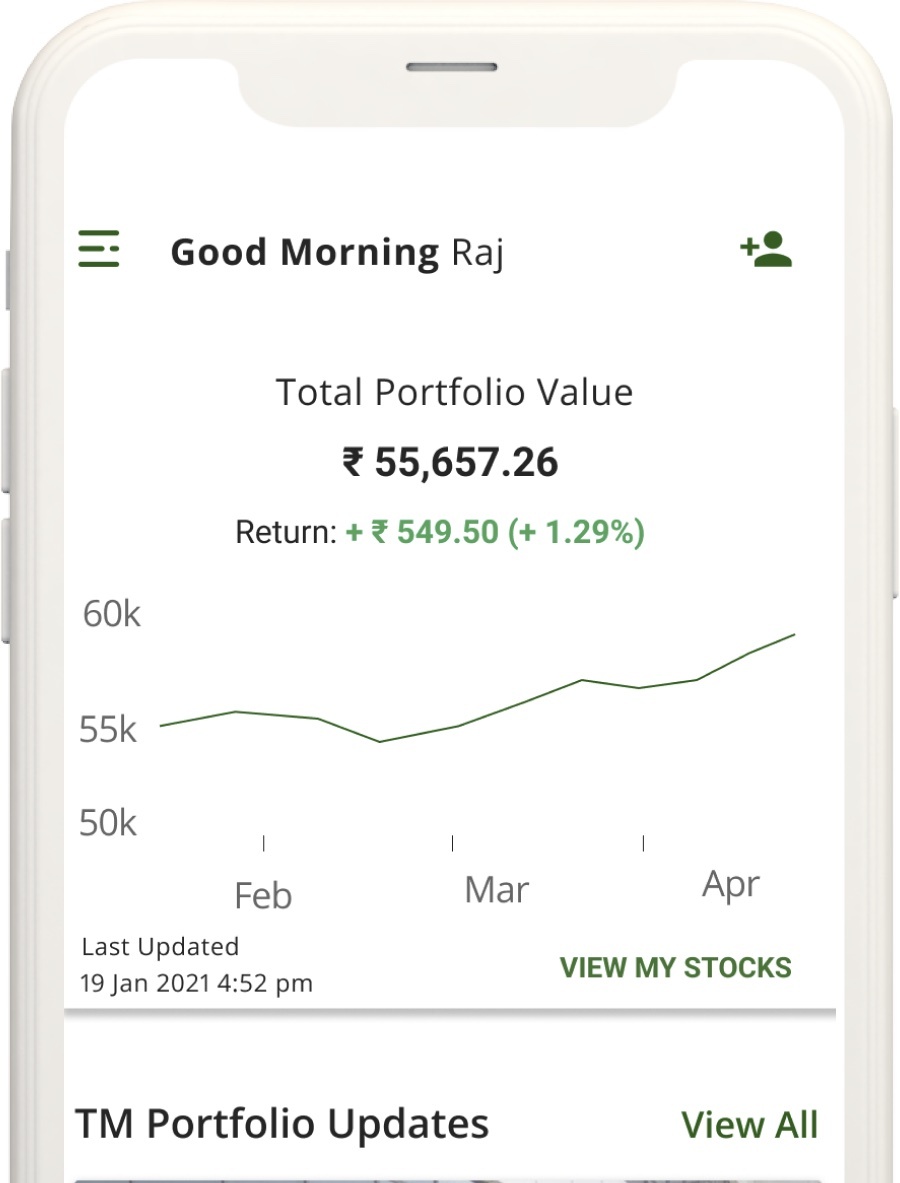 Good Morning Raj
Total Portfolio Value
₹ 55,657.26
Return: + ₹ 549.50 (+ 1.29%)
60k
55k
50k
Feb Mar Apr
Last Updated
19 Jan 2021 4:52 pm
VIEW MY STOCKS
TM Portfolio Updates View All